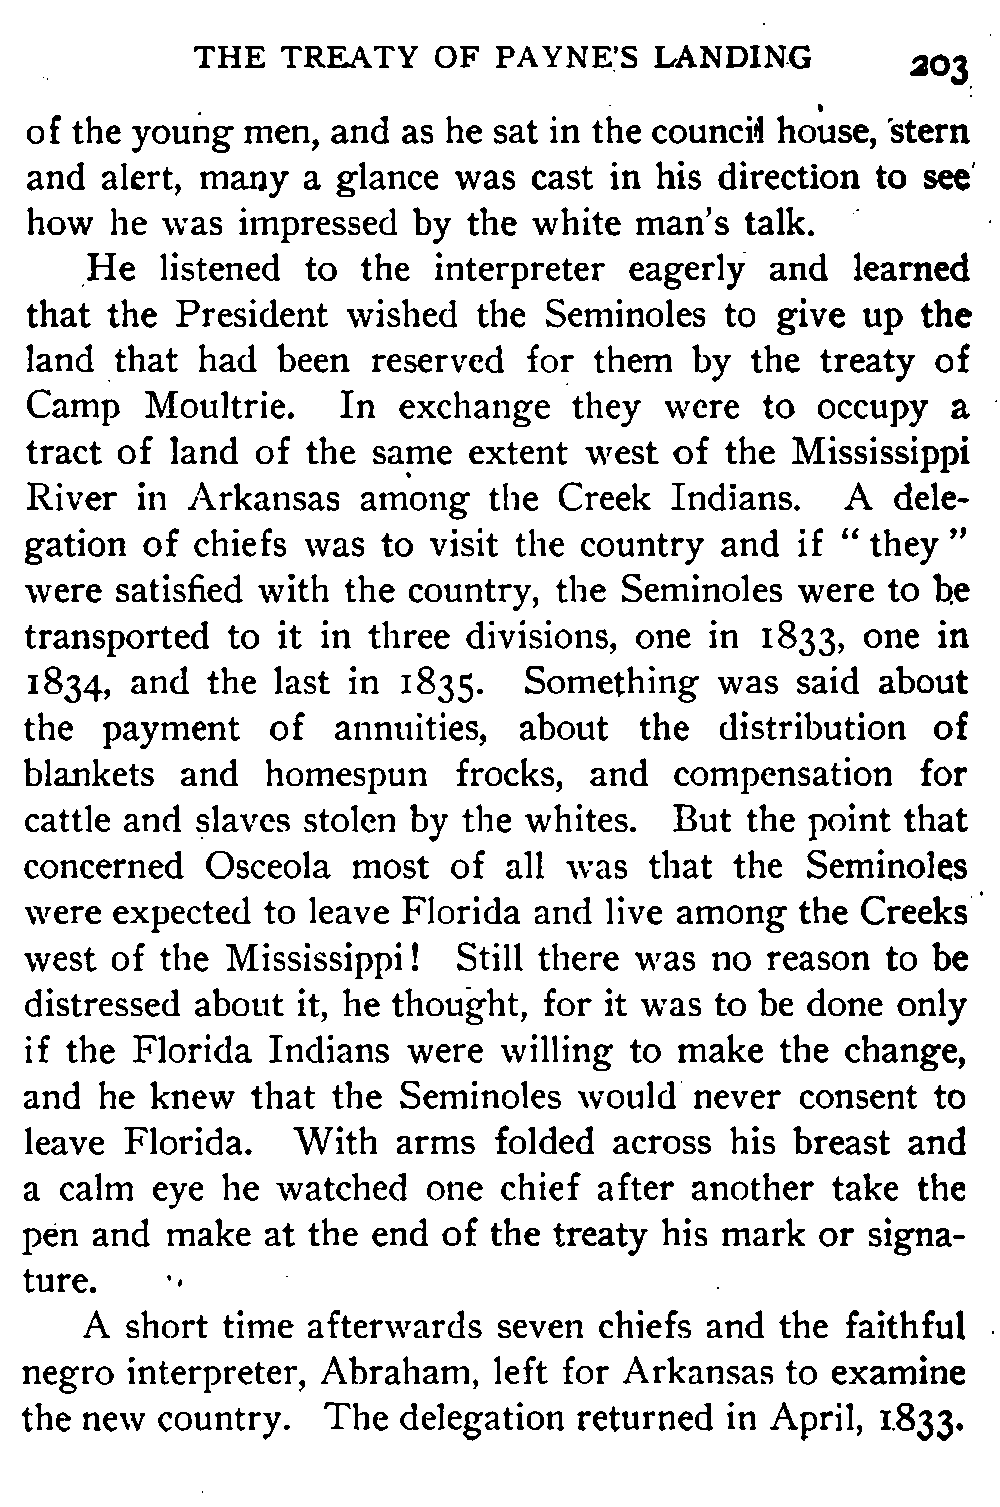 THE TREATY OF PAYNE'S LANDING 203
of the young men, and as he sat in the council house, stern
and alert, many a glance was cast in his direction to see
how he was impressed by the white man's talk.
He listened to the interpreter eagerly and learned
that the President wished the Seminoles to give up the
land that had been reserved for them by the treaty of
Camp Moultrie. In exchange they were to occupy a
tract of land of the same extent west of the Mississippi
River in Arkansas among the Creek Indians. A dele-
gation of chiefs was to visit the country and if "they"
were satisfied with the country, the Seminoles were to be
transported to it in three divisions, one in 1833, one in
1834, and the last in 1835. Something was said about
the payment of annuities, about the distribution of
blankets and homespun frocks, and compensation for
cattle and slaves stolen by the whites. But the point that
concerned Osceola most of all was that the Seminoles
were expected to leave Florida and live among the Creeks
west of the Mississippi! Still there was no reason to be
distressed about it, he thought, for it was to be done only
if the Florida Indians were willing to make the change,
and he knew that the Seminoles would never consent to
leave Florida. With arms folded across his breast and
a calm eye he watched one chief after another take the
pen and make at the end of the treaty his mark or signa-
ture.
A short time afterwards seven chiefs and the faithful
negro interpreter, Abraham, left for Arkansas to examine
the new country. The delegation returned in April, 1833.